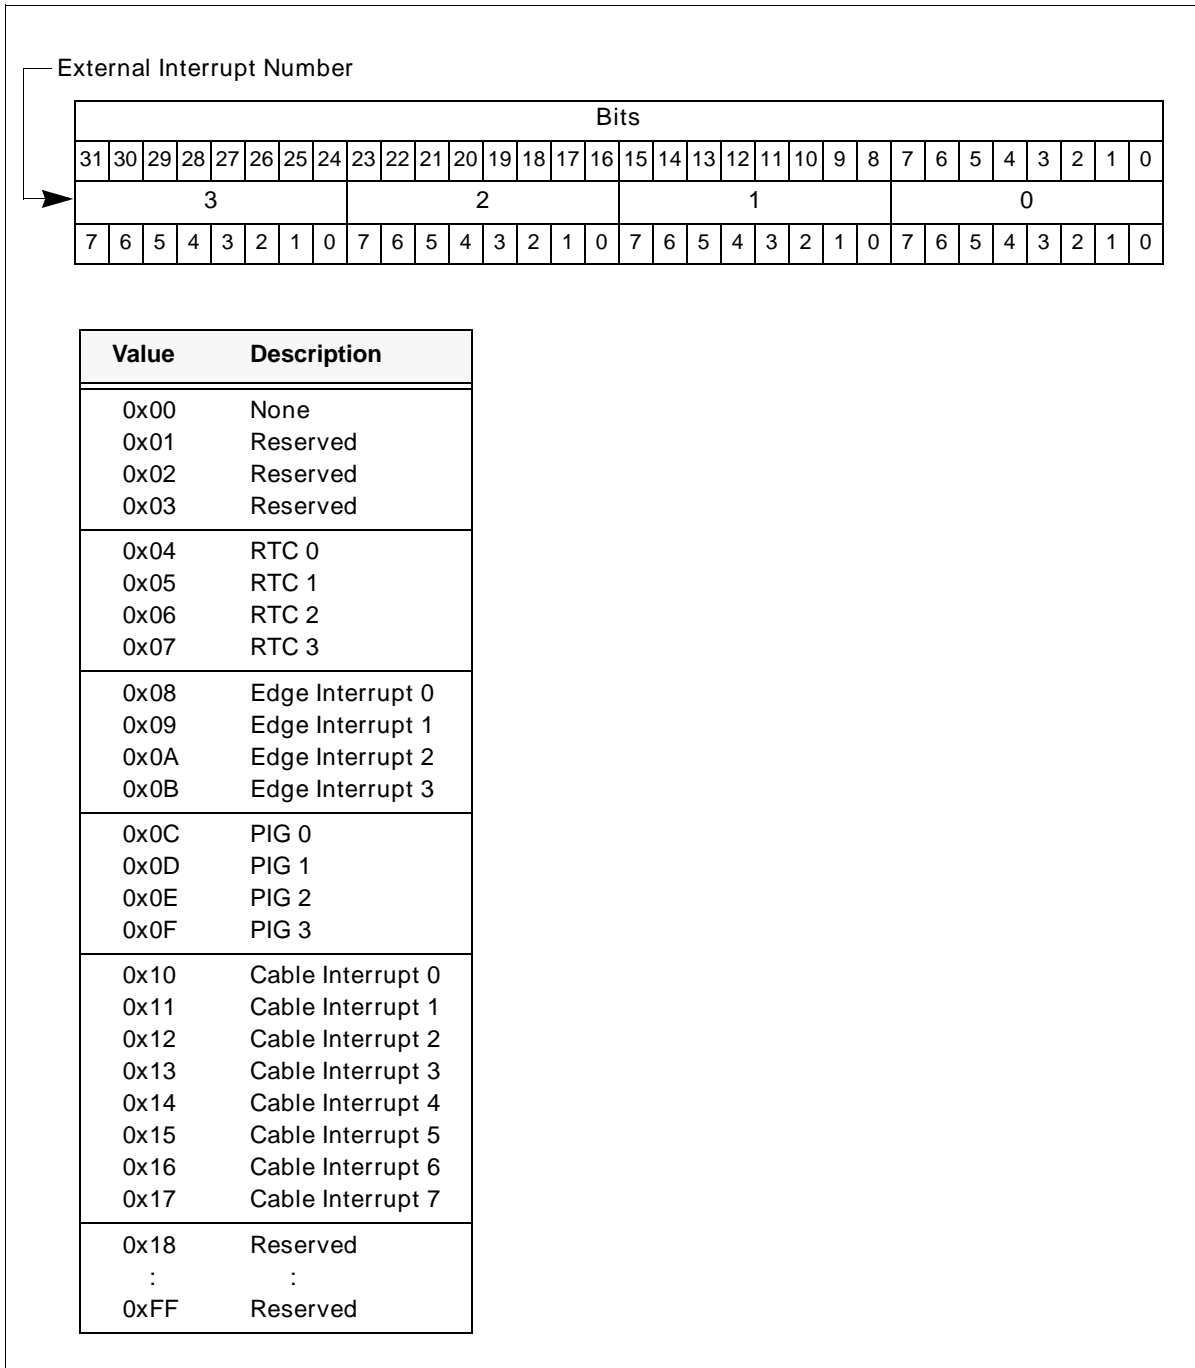 External Interrupt Number
Bits
31 30 29 28 27 26 25 24 23 22 21 20 19 18 17 16 15 14 13 12 11 10 9 8 7 6 5 4 3 2 1 0
3 2 1 0
7 6 5 4 3 2 1 0 7 6 5 4 3 2 1 0 7 6 5 4 3 2 1 0 7 6 5 4 3 2 1 0
Value Description
0x00 None
0x01 Reserved
0x02 Reserved
0x03 Reserved
0x04 RTC 0
0x05 RTC 1
0x06 RTC 2
0x07 RTC 3
0x08 Edge Interrupt 0
0x09 Edge Interrupt 1
0x0A Edge Interrupt 2
0x0B Edge Interrupt 3
0x0C PIG 0
0x0D PIG 1
0x0E PIG 2
0x0F PIG 3
0x10 Cable Interrupt 0
0x11 Cable Interrupt 1
0x12 Cable Interrupt 2
0x13 Cable Interrupt 3
0x14 Cable Interrupt 4
0x15 Cable Interrupt 5
0x16 Cable Interrupt 6
0x17 Cable Interrupt 7
0x18 Reserved
: :
0xFF Reserved